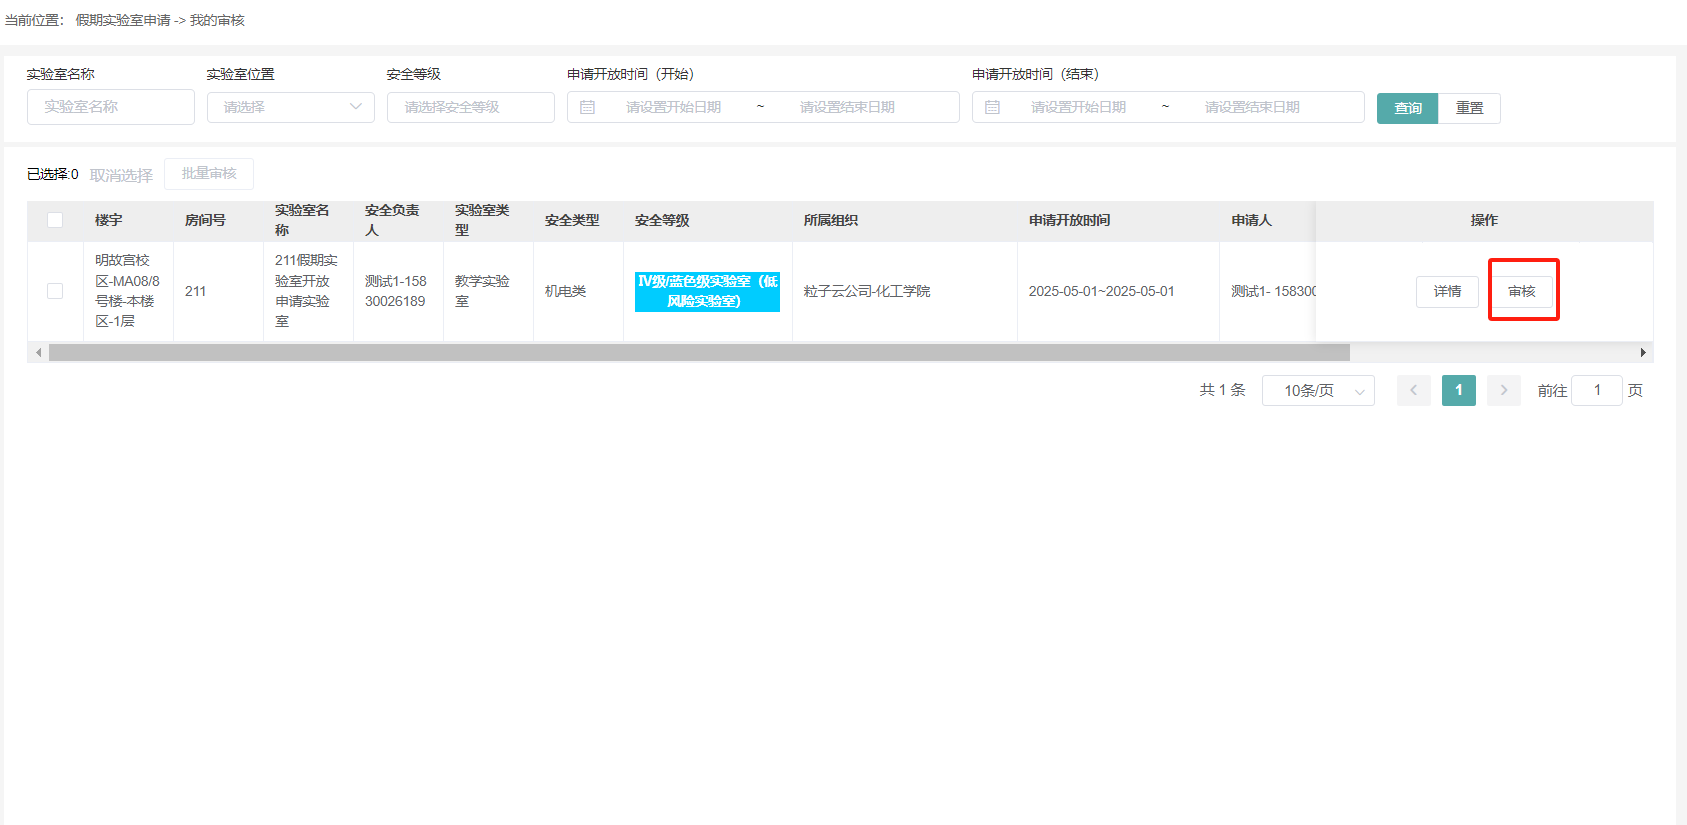 当前位置： 假期实验室申请 -> 我的审核
实验室名称 实验室位置 安全等级 申请开放时间（开始） 申请开放时间（结束）
实验室名称 请选择 请选择安全等级 请设置开始日期 ~ 请设置结束日期 请设置开始日期 ~ 请设置结束日期 查询 重置
已选择:0 取消选择 批量审核
楼宇 房间号 实验室名称 安全负责人 实验室类型 安全类型 安全等级 所属组织 申请开放时间 申请人 操作
明故宫校区-MA08/8号楼-本楼区-1层 211 211假期实验室开放申请实验室 测试1-15830026189 教学实验室 机电类 Ⅳ级/蓝色级实验室（低风险实验室） 粒子云公司-化工学院 2025-05-01~2025-05-01 测试1- 158300 详情 审核
共 1 条 10条/页 1 前往 1 页